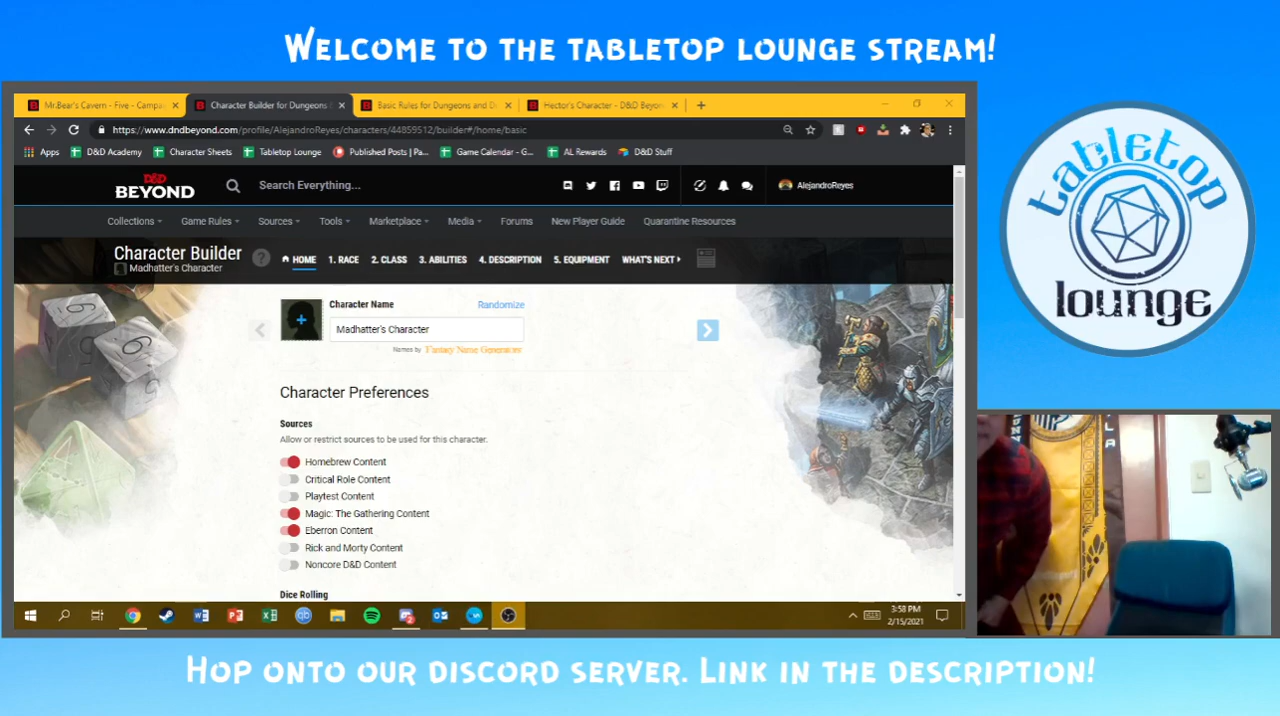 Welcome to the tabletop lounge stream!
Mr.Bear's Cavern - Five - Campa
Character Builder for Dungeons
Basic Rules for Dungeons and D
Hector's Character - D&D Beyon
https://www.dndbeyond.com/profile/AlejandroReyes/characters/44859512/builder#/home/basic
Apps D&D Academy Character Sheets Tabletop Lounge Published Posts | Pa... Game Calendar - G... AL Rewards D&D Stuff
D&D
BEYOND
Search Everything...
AlejandroReyes
Collections Game Rules Sources Tools Marketplace Media Forums New Player Guide Quarantine Resources
Character Builder
Madhatter's Character
HOME 1. RACE 2. CLASS 3. ABILITIES 4. DESCRIPTION 5. EQUIPMENT WHAT'S NEXT
Character Name Randomize
Madhatter's Character
Names by Fantasy Name Generators
Character Preferences
Sources
Allow or restrict sources to be used for this character.
Homebrew Content
Critical Role Content
Playtest Content
Magic: The Gathering Content
Eberron Content
Rick and Morty Content
Noncore D&D Content
Dice Rolling
3:58 PM
2/15/2021
tabletop
lounge
Hop onto our discord server. Link in the description!